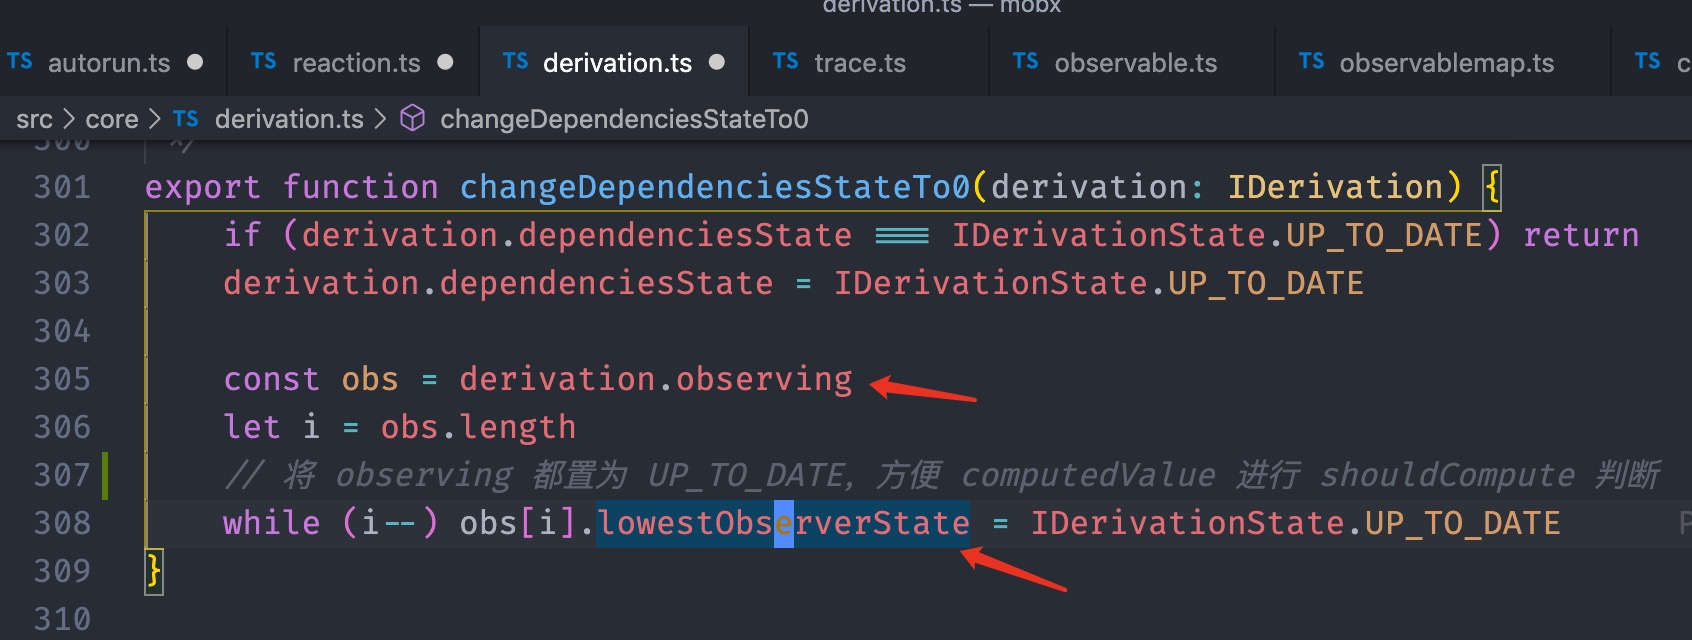 derivation.ts — mobx
TS autorun.ts ● TS reaction.ts ● TS derivation.ts ● TS trace.ts TS observable.ts TS observablemap.ts TS c
src > core > TS derivation.ts > changeDependenciesStateTo0
300 */
301 export function changeDependenciesStateTo0(derivation: IDerivation) {
302 if (derivation.dependenciesState === IDerivationState.UP_TO_DATE) return
303 derivation.dependenciesState = IDerivationState.UP_TO_DATE
304
305 const obs = derivation.observing
306 let i = obs.length
307 // 将 observing 都置为 UP_TO_DATE，方便 computedValue 进行 shouldCompute 判断
308 while (i--) obs[i].lowestObserverState = IDerivationState.UP_TO_DATE
309 }
310